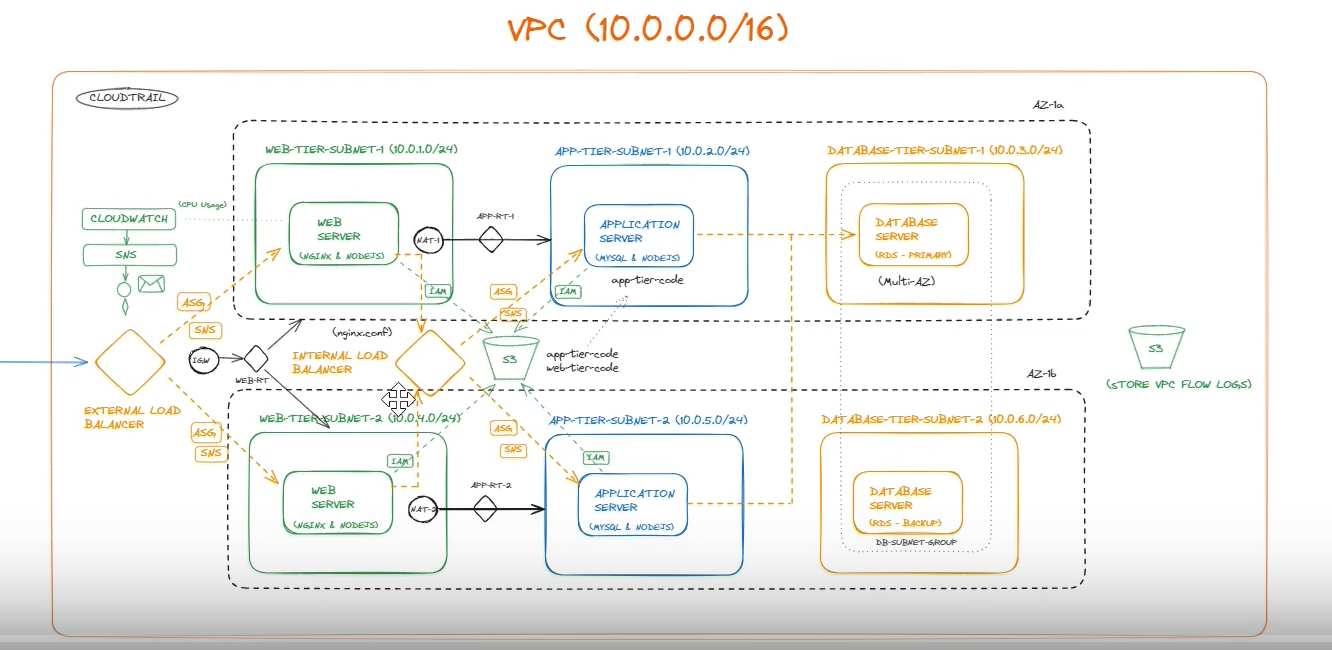 VPC (10.0.0.0/16)
CLOUDTRAIL
AZ-1a
WEB-TIER-SUBNET-1 (10.0.1.0/24)
APP-TIER-SUBNET-1 (10.0.2.0/24)
DATABASE-TIER-SUBNET-1 (10.0.3.0/24)
(CPU Usage)
CLOUDWATCH
SNS
WEB
SERVER
(NGINX & NODEJS)
NAT-1
APP-RT-1
APPLICATION
SERVER
(MYSQL & NODEJS)
app-tier-code
DATABASE
SERVER
(RDS - PRIMARY)
(Multi-AZ)
IAM
ASG
IAM
ASG
SNS
SNS
(nginx.conf)
IGW
WEB-RT
INTERNAL LOAD
BALANCER
S3
app-tier-code
web-tier-code
S3
(STORE VPC FLOW LOGS)
AZ-1b
EXTERNAL LOAD
BALANCER
WEB-TIER-SUBNET-2 (10.0.4.0/24)
APP-TIER-SUBNET-2 (10.0.5.0/24)
DATABASE-TIER-SUBNET-2 (10.0.6.0/24)
ASG
SNS
ASG
SNS
IAM
IAM
WEB
SERVER
(NGINX & NODEJS)
NAT-2
APP-RT-2
APPLICATION
SERVER
(MYSQL & NODEJS)
DATABASE
SERVER
(RDS - BACKUP)
DB-SUBNET-GROUP